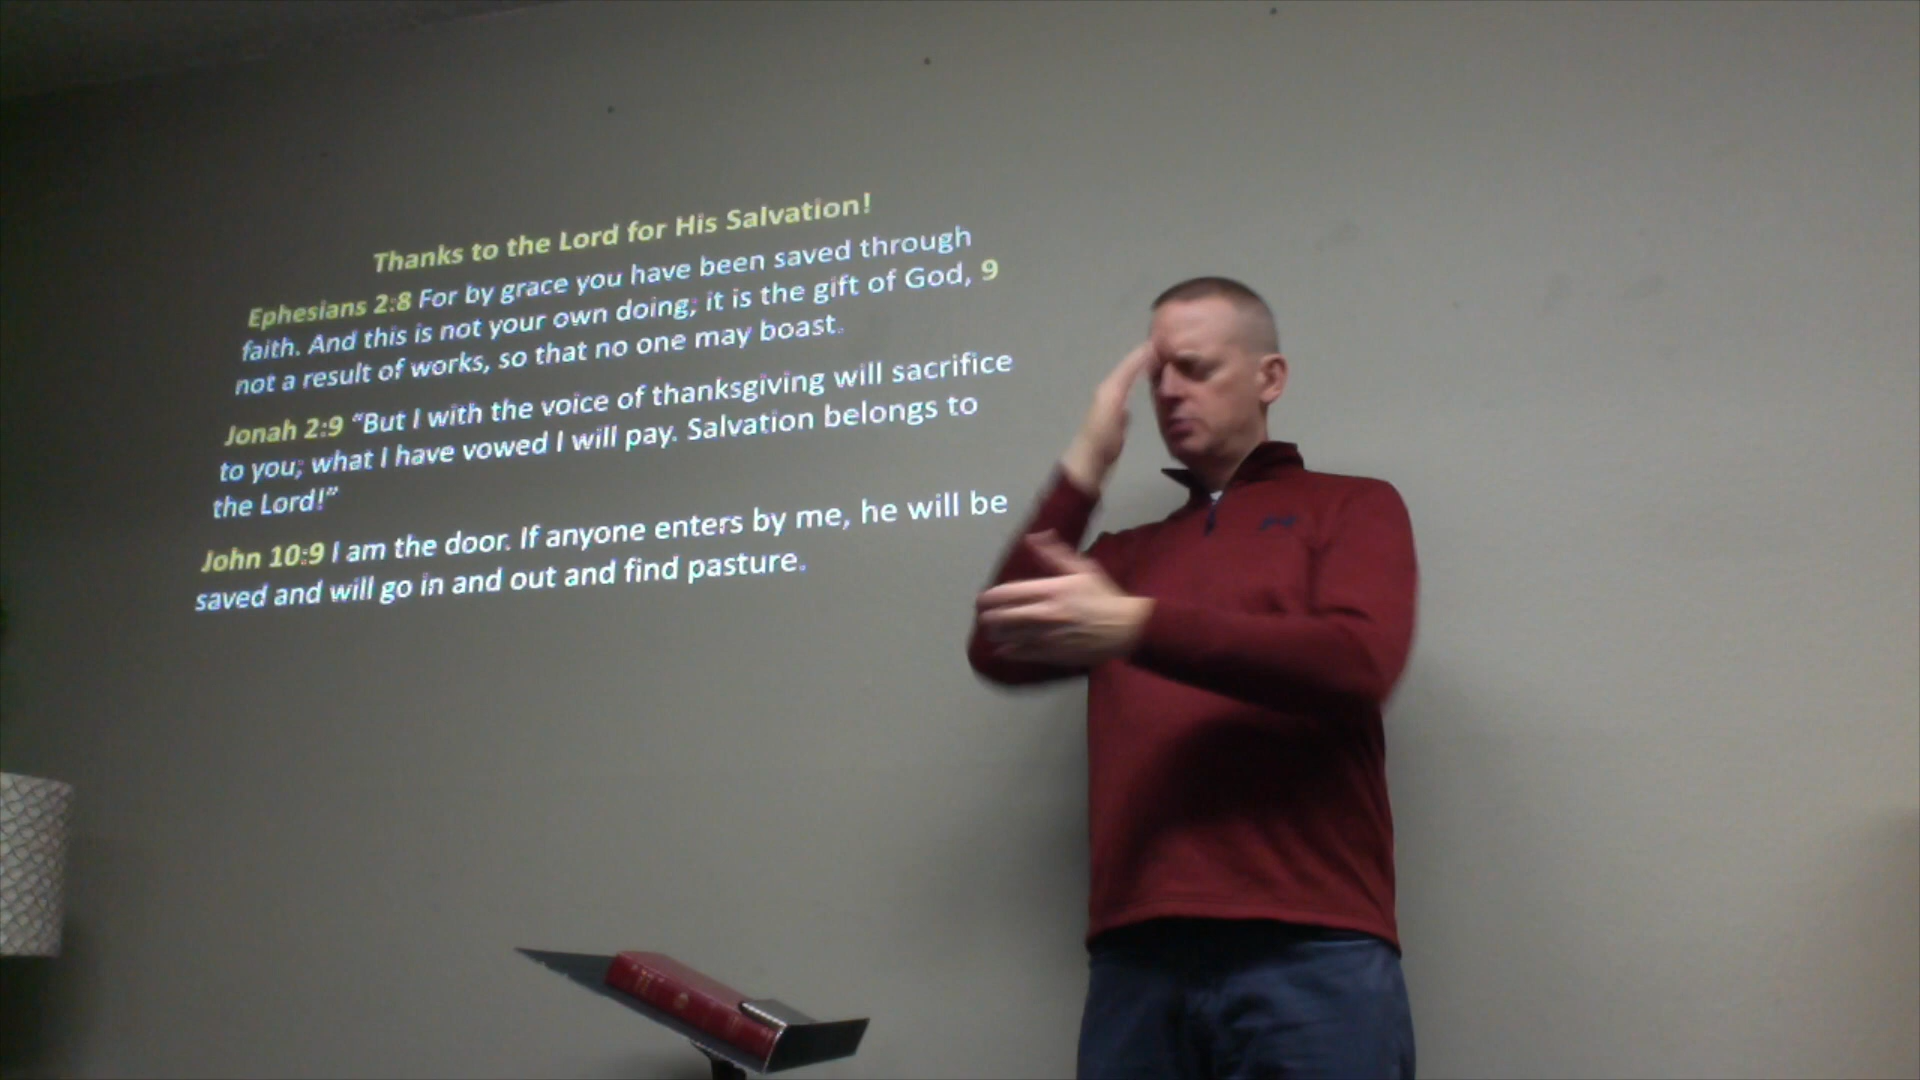 Thanks to the Lord for His Salvation!
Ephesians 2:8 For by grace you have been saved through
faith. And this is not your own doing; it is the gift of God, 9
not a result of works, so that no one may boast.
Jonah 2:9 “But I with the voice of thanksgiving will sacrifice
to you; what I have vowed I will pay. Salvation belongs to
the Lord!”
John 10:9 I am the door. If anyone enters by me, he will be
saved and will go in and out and find pasture.